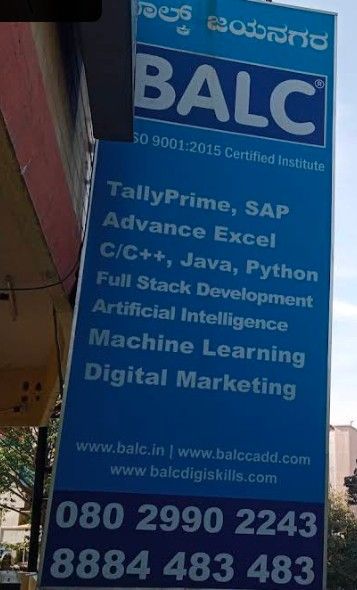 ಜಯನಗರ
BALC®
SO 9001:2015 Certified Institute
TallyPrime, SAP
Advance Excel
C/C++, Java, Python
Full Stack Development
Artificial Intelligence
Machine Learning
Digital Marketing
www.balc.in | www.balccadd.com
www.balcdigiskills.com
080 2990 2243
8884 483 483